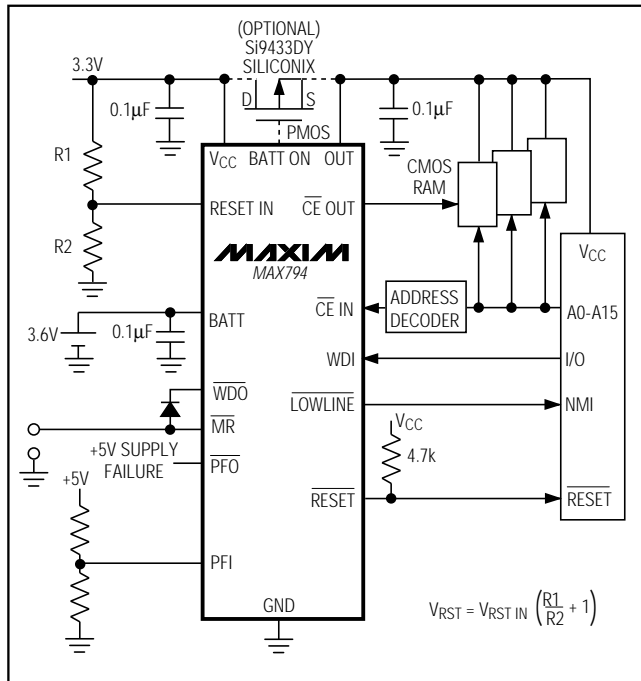 (OPTIONAL)
Si9433DY
SILICONIX
3.3V
D
S
0.1µF
0.1µF
PMOS
R1
VCC
BATT ON
OUT
CMOS
RAM
RESET IN
CE OUT
R2
MAXIM
MAX794
VCC
BATT
CE IN
ADDRESS
DECODER
A0-A15
3.6V
0.1µF
WDI
I/O
WDO
LOWLINE
NMI
MR
VCC
+5V SUPPLY
FAILURE
PFO
4.7k
+5V
RESET
RESET
PFI
GND
VRST = VRST IN (R1/R2 + 1)